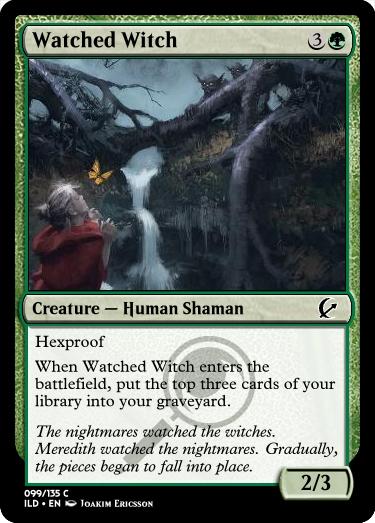 Watched Witch 3
Creature — Human Shaman
Hexproof
When Watched Witch enters the
battlefield, put the top three cards of your
library into your graveyard.
The nightmares watched the witches.
Meredith watched the nightmares. Gradually,
the pieces began to fall into place.
2/3
099/135 C
ILD • EN Joakim Ericsson